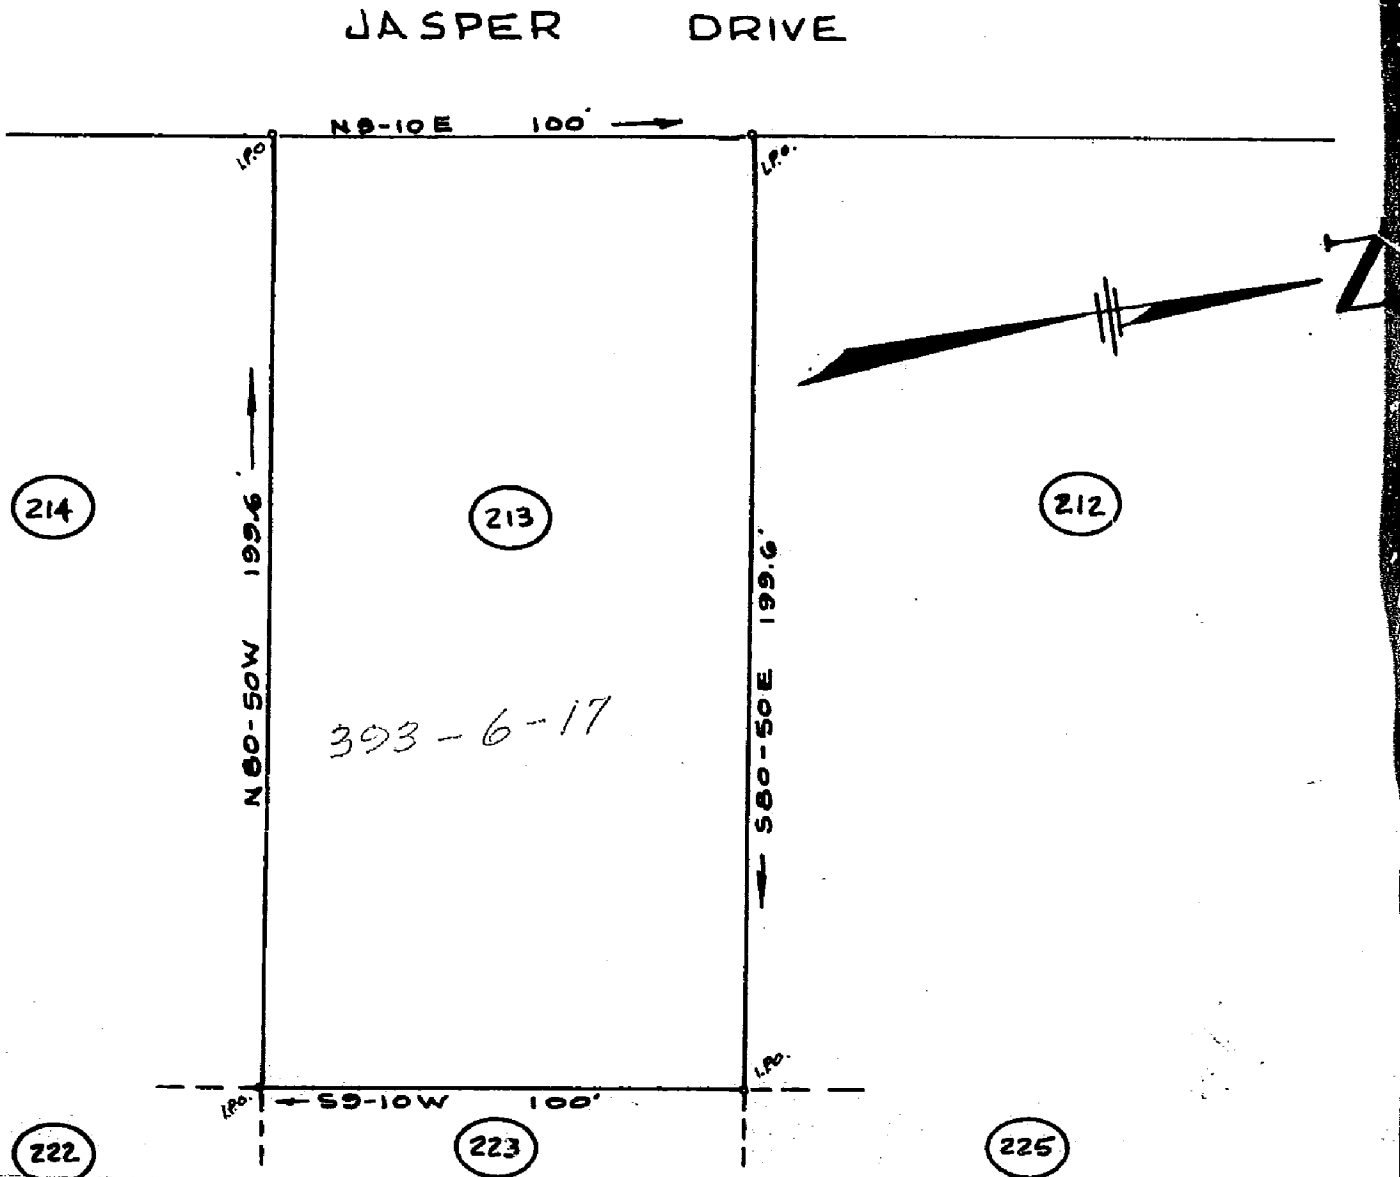 JASPER DRIVE
N9-10E 100'
I.P.O.
I.P.O.
N
214
213
212
N80-50W 199.6'
S80-50E 199.6'
393-6-17
I.P.O.
I.P.O.
S9-10W 100'
222
223
225